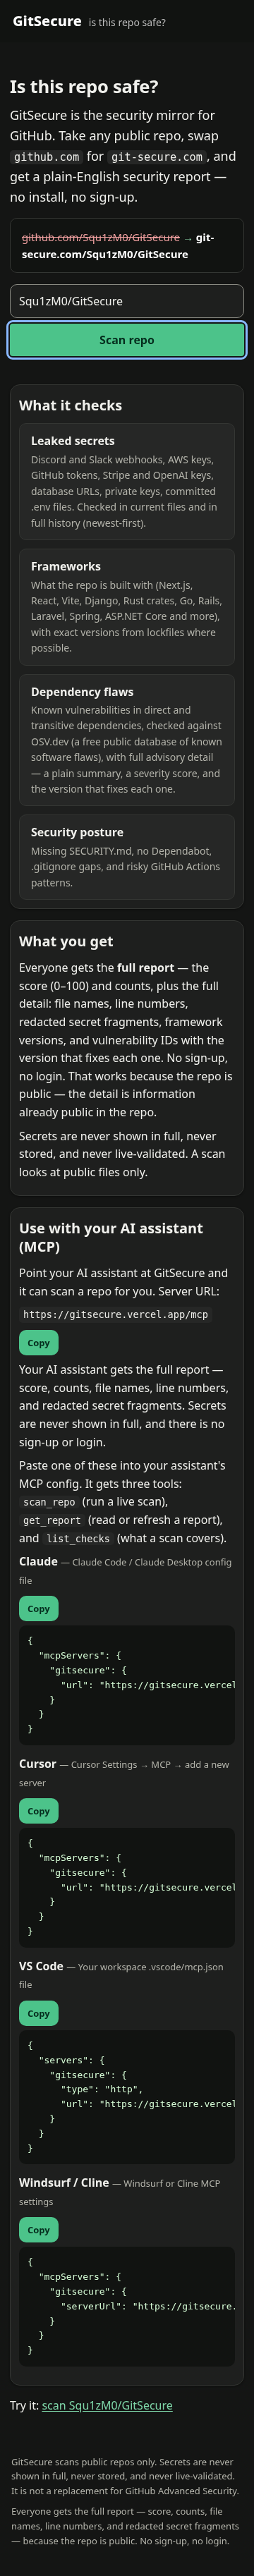 GitSecure is this repo safe?
Is this repo safe?
GitSecure is the security mirror for
GitHub. Take any public repo, swap
github.com for git-secure.com, and
get a plain-English security report —
no install, no sign-up.
github.com/Squ1zM0/GitSecure → git-
secure.com/Squ1zM0/GitSecure
Squ1zM0/GitSecure
Scan repo
What it checks
Leaked secrets
Discord and Slack webhooks, AWS keys,
GitHub tokens, Stripe and OpenAI keys,
database URLs, private keys, committed
.env files. Checked in current files and in
full history (newest-first).
Frameworks
What the repo is built with (Next.js,
React, Vite, Django, Rust crates, Go, Rails,
Laravel, Spring, ASP.NET Core and more),
with exact versions from lockfiles where
possible.
Dependency flaws
Known vulnerabilities in direct and
transitive dependencies, checked against
OSV.dev (a free public database of known
software flaws), with full advisory detail
— a plain summary, a severity score, and
the version that fixes each one.
Security posture
Missing SECURITY.md, no Dependabot,
.gitignore gaps, and risky GitHub Actions
patterns.
What you get
Everyone gets the full report — the
score (0–100) and counts, plus the full
detail: file names, line numbers,
redacted secret fragments, framework
versions, and vulnerability IDs with the
version that fixes each one. No sign-up,
no login. That works because the repo is
public — the detail is information
already public in the repo.
Secrets are never shown in full, never
stored, and never live-validated. A scan
looks at public files only.
Use with your AI assistant
(MCP)
Point your AI assistant at GitSecure and
it can scan a repo for you. Server URL:
https://gitsecure.vercel.app/mcp
Copy
Your AI assistant gets the full report —
score, counts, file names, line numbers,
and redacted secret fragments. Secrets
are never shown in full, and there is no
sign-up or login.
Paste one of these into your assistant's
MCP config. It gets three tools:
scan_repo (run a live scan),
get_report (read or refresh a report),
and list_checks (what a scan covers).
Claude — Claude Code / Claude Desktop config
file
Copy
{
"mcpServers": {
"gitsecure": {
"url": "https://gitsecure.vercel
}
}
}
Cursor — Cursor Settings → MCP → add a new
server
Copy
{
"mcpServers": {
"gitsecure": {
"url": "https://gitsecure.vercel
}
}
}
VS Code — Your workspace .vscode/mcp.json
file
Copy
{
"servers": {
"gitsecure": {
"type": "http",
"url": "https://gitsecure.vercel
}
}
}
Windsurf / Cline — Windsurf or Cline MCP
settings
Copy
{
"mcpServers": {
"gitsecure": {
"serverUrl": "https://gitsecure.
}
}
}
Try it: scan Squ1zM0/GitSecure
GitSecure scans public repos only. Secrets are never
shown in full, never stored, and never live-validated.
It is not a replacement for GitHub Advanced Security.
Everyone gets the full report — score, counts, file
names, line numbers, and redacted secret fragments
— because the repo is public. No sign-up, no login.